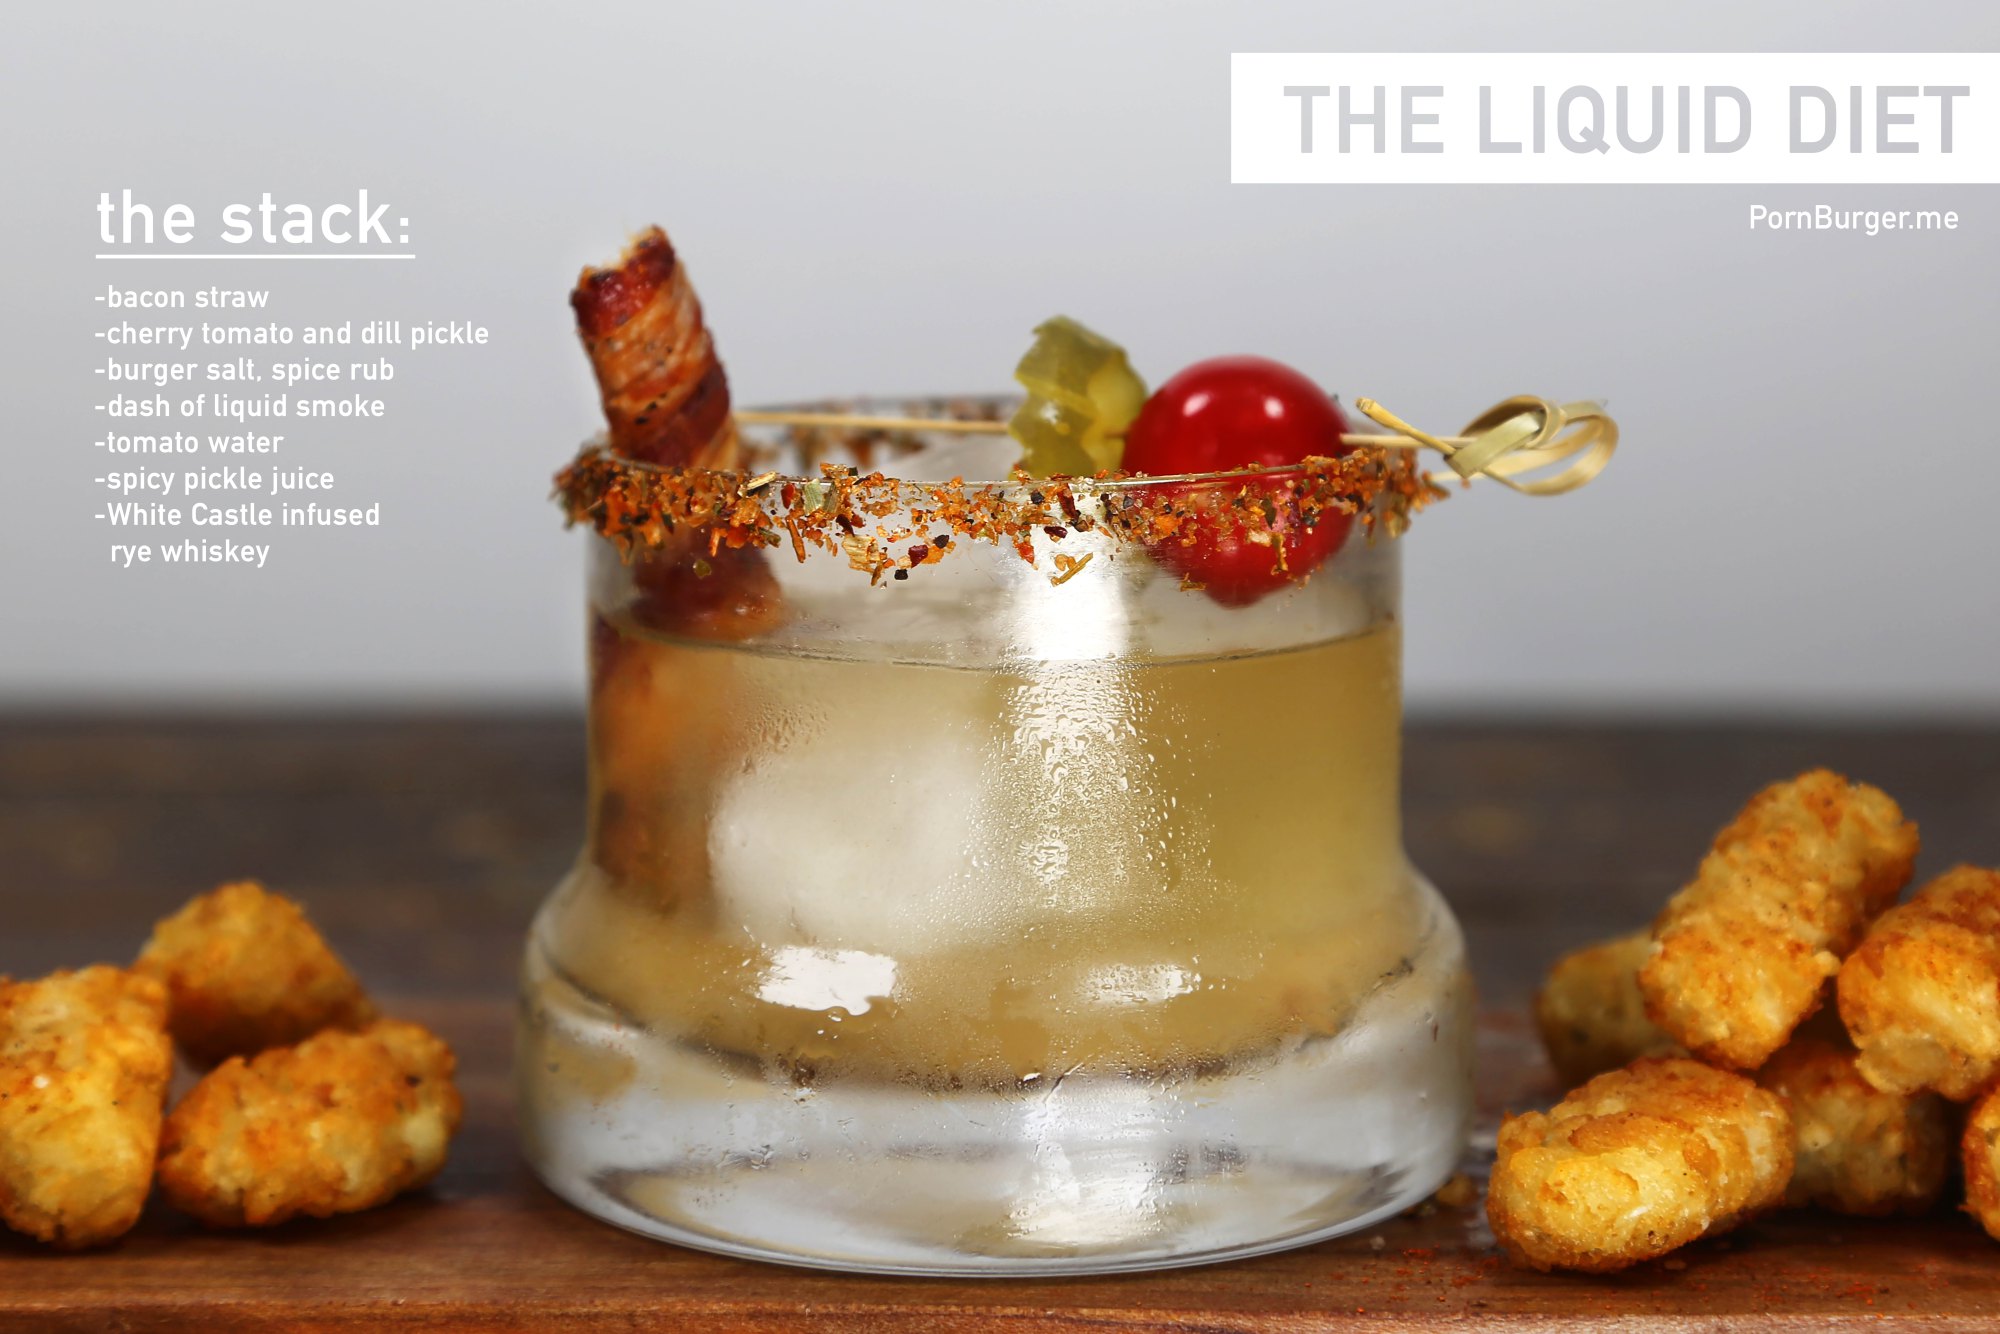 THE LIQUID DIET
PornBurger.me
the stack:
-bacon straw
-cherry tomato and dill pickle
-burger salt, spice rub
-dash of liquid smoke
-tomato water
-spicy pickle juice
-White Castle infused
rye whiskey